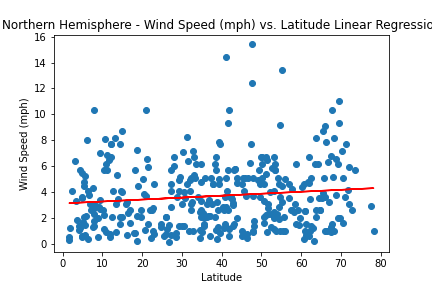 Northern Hemisphere - Wind Speed (mph) vs. Latitude Linear Regressio
16
14
12
10
8
6
4
2
0
Wind Speed (mph)
0 10 20 30 40 50 60 70 80
Latitude